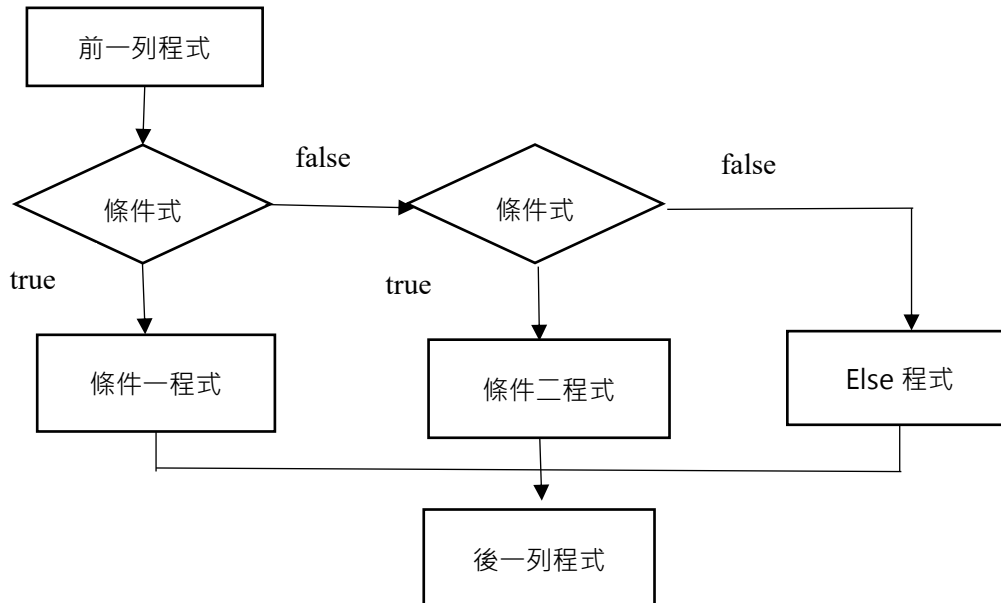 前一列程式
false
false
條件式
條件式
true
true
條件一程式
條件二程式
Else 程式
後一列程式